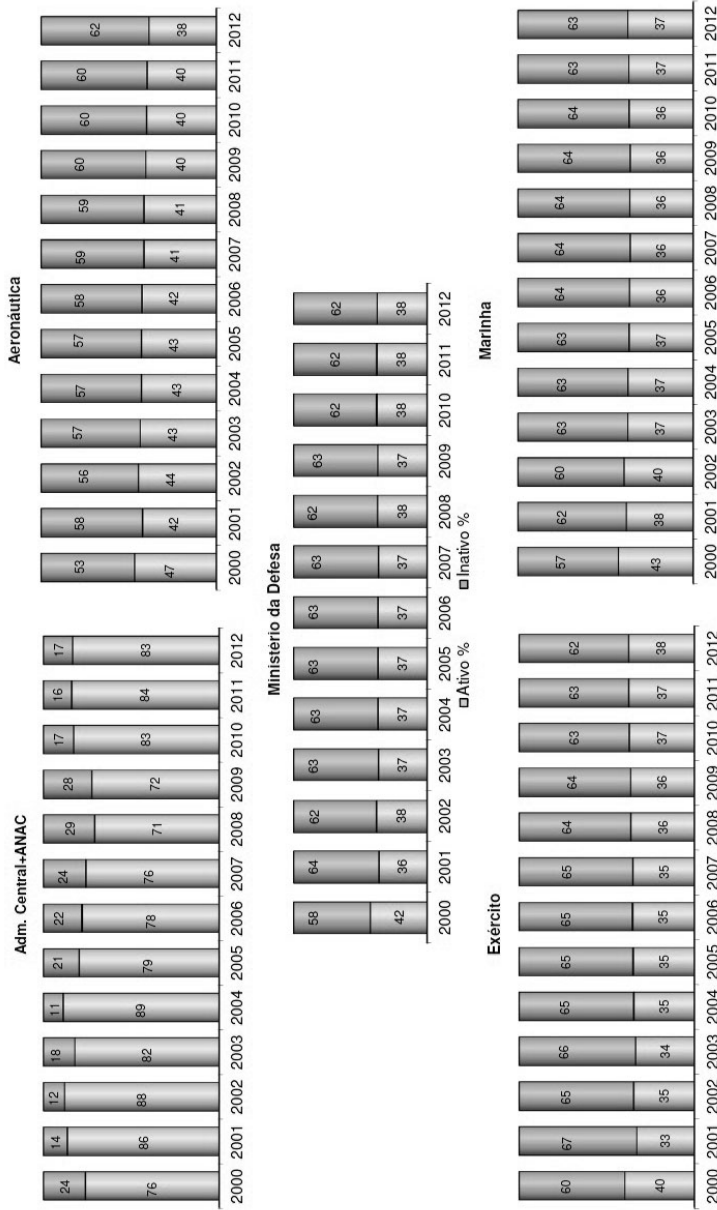 Adm. Central+ANAC
24 14 12 18 11 21 22 24 29 28 17 16 17
76 86 88 82 89 79 78 76 71 72 83 84 83
2000 2001 2002 2003 2004 2005 2006 2007 2008 2009 2010 2011 2012
Aeronáutica
53 58 56 57 57 57 58 59 59 60 60 60 62
47 42 44 43 43 43 42 41 41 40 40 40 38
2000 2001 2002 2003 2004 2005 2006 2007 2008 2009 2010 2011 2012
Ministério da Defesa
58 64 62 63 63 63 63 63 62 63 62 62 62
42 36 38 37 37 37 37 37 38 37 38 38 38
2000 2001 2002 2003 2004 2005 2006 2007 2008 2009 2010 2011 2012
Ativo % Inativo %
Exército
60 67 65 66 65 65 65 65 64 64 63 63 62
40 33 35 34 35 35 35 35 36 36 37 37 38
2000 2001 2002 2003 2004 2005 2006 2007 2008 2009 2010 2011 2012
Marinha
57 62 60 63 63 63 64 64 64 64 64 63 63
43 38 40 37 37 37 36 36 36 36 36 37 37
2000 2001 2002 2003 2004 2005 2006 2007 2008 2009 2010 2011 2012